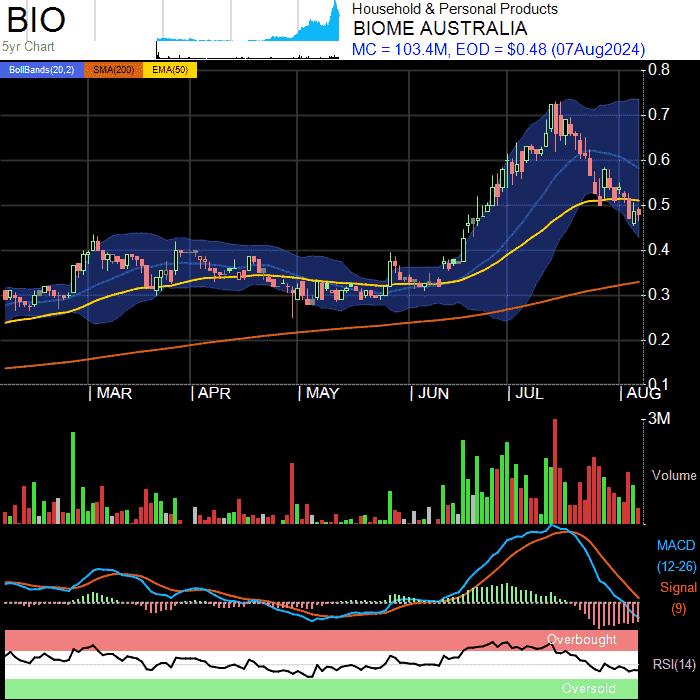 BIO
5yr Chart
Household & Personal Products
BIOME AUSTRALIA
MC = 103.4M, EOD = $0.48 (07Aug2024)
BollBands(20,2) SMA(200) EMA(50)
0.8
0.7
0.6
0.5
0.4
0.3
0.2
0.1
MAR APR MAY JUN JUL AUG
3M
Volume
MACD
(12-26)
Signal
(9)
Overbought
RSI(14)
Oversold